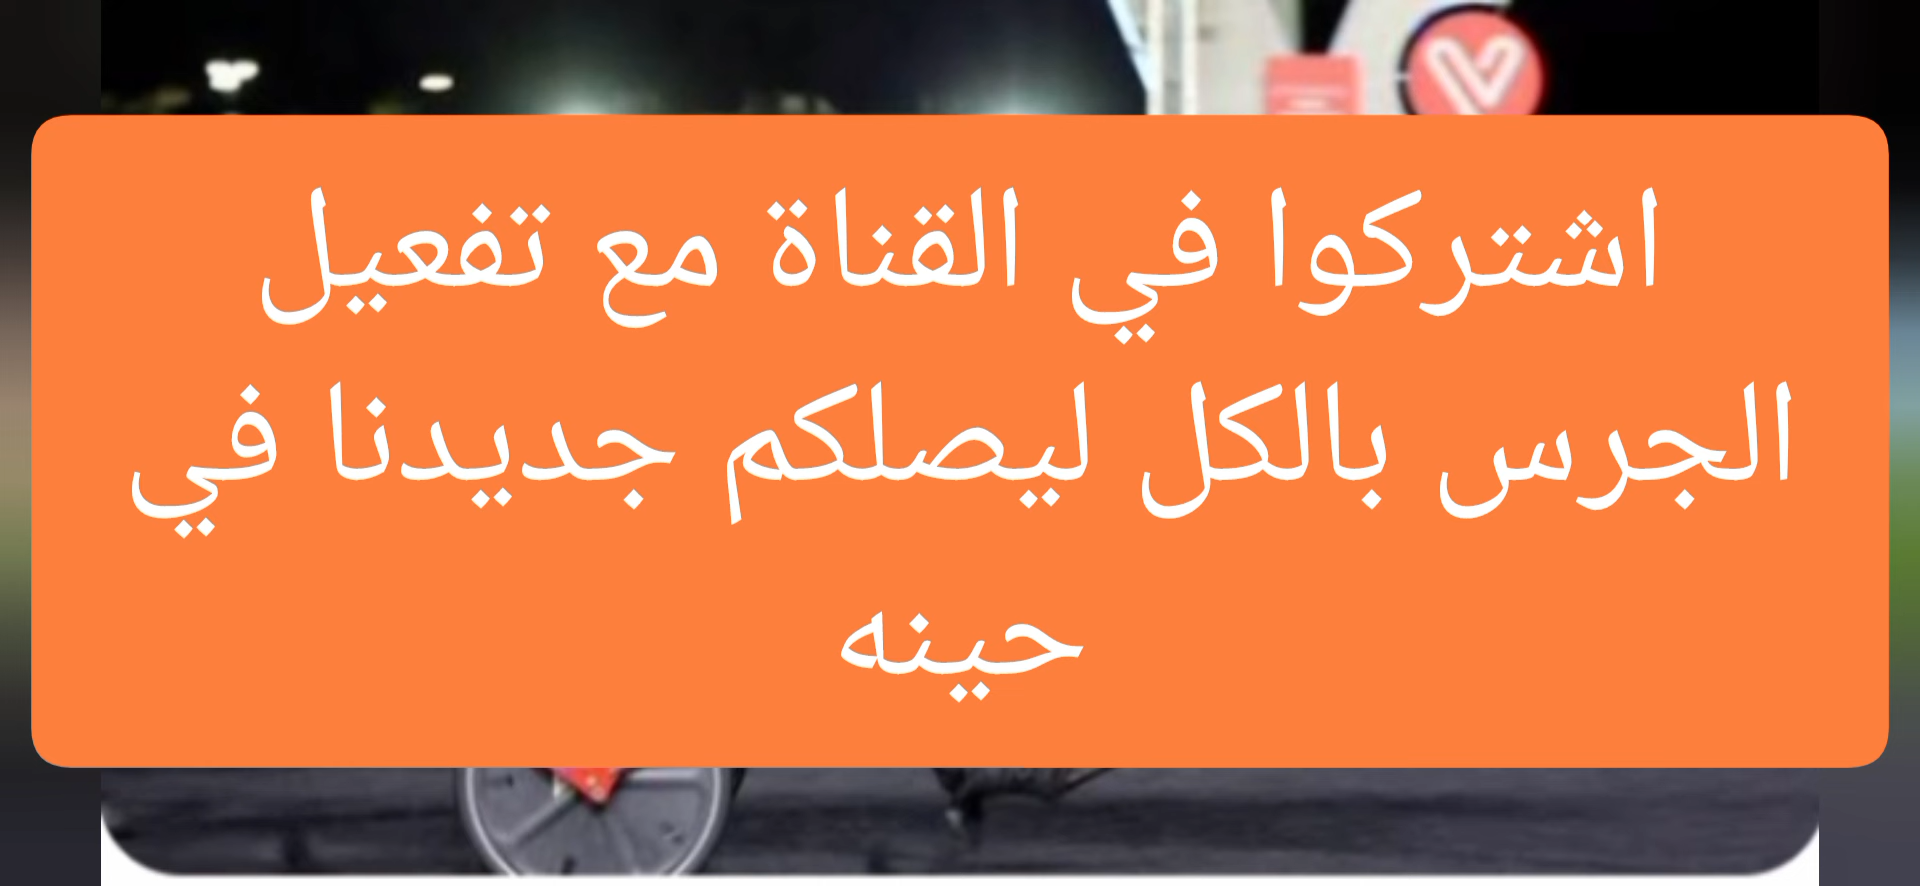 اشتركوا في القناة مع تفعيل
الجرس بالكل ليصلكم جديدنا في
حينه